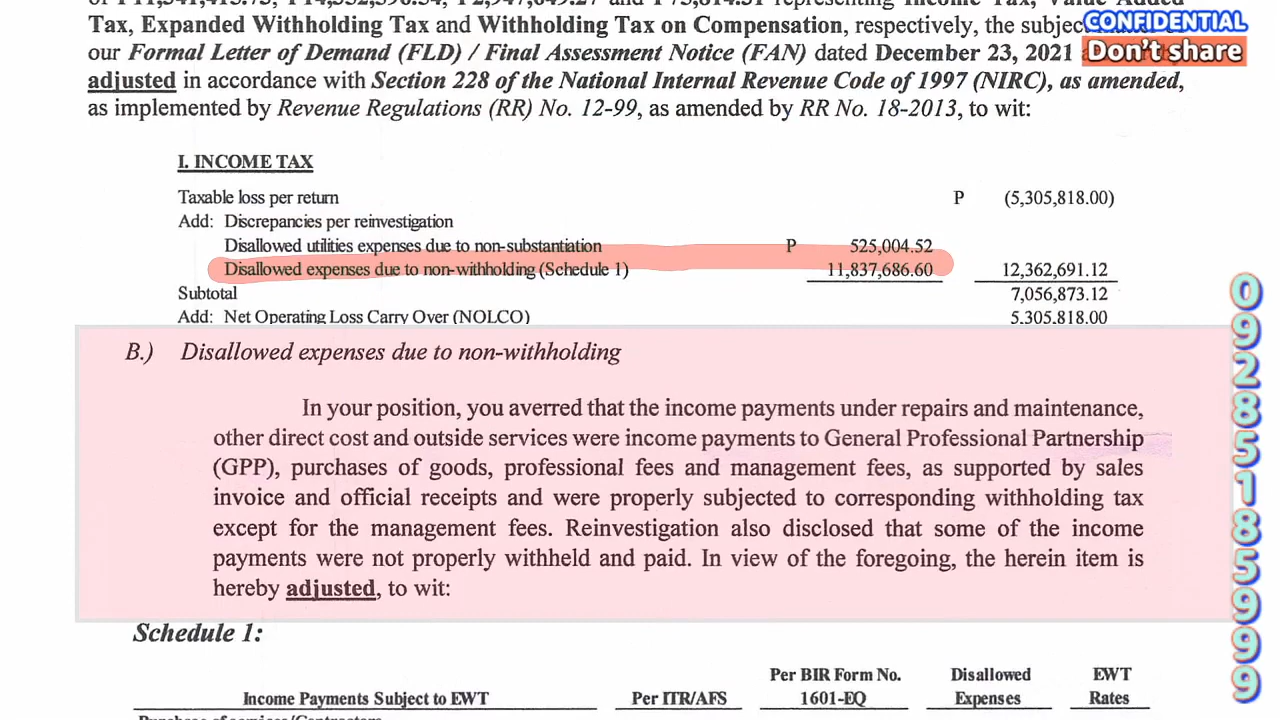 Tax, Expanded Withholding Tax and Withholding Tax on Compensation, respectively, the subject
CONFIDENTIAL
our Formal Letter of Demand (FLD) / Final Assessment Notice (FAN) dated December 23, 2021
Don't share
adjusted in accordance with Section 228 of the National Internal Revenue Code of 1997 (NIRC), as amended,
as implemented by Revenue Regulations (RR) No. 12-99, as amended by RR No. 18-2013, to wit:
I. INCOME TAX
Taxable loss per return P (5,305,818.00)
Add: Discrepancies per reinvestigation
Disallowed utilities expenses due to non-substantiation P 525,004.52
Disallowed expenses due to non-withholding (Schedule 1) 11,837,686.60 12,362,691.12
Subtotal 7,056,873.12
Add: Net Operating Loss Carry Over (NOLCO) 5,305,818.00
B.) Disallowed expenses due to non-withholding
In your position, you averred that the income payments under repairs and maintenance,
other direct cost and outside services were income payments to General Professional Partnership
(GPP), purchases of goods, professional fees and management fees, as supported by sales
invoice and official receipts and were properly subjected to corresponding withholding tax
except for the management fees. Reinvestigation also disclosed that some of the income
payments were not properly withheld and paid. In view of the foregoing, the herein item is
hereby adjusted, to wit:
Schedule 1:
Per BIR Form No. Disallowed EWT
Income Payments Subject to EWT Per ITR/AFS 1601-EQ Expenses Rates
09285185999